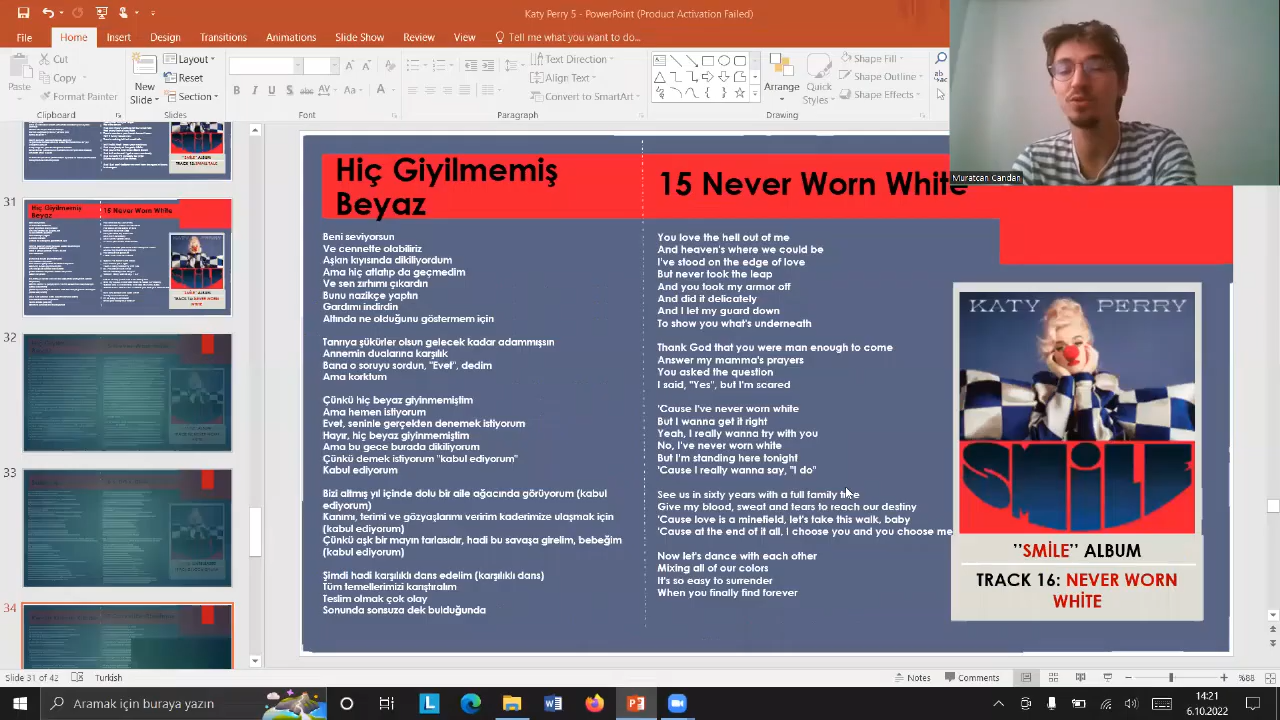 Katy Perry 5 - PowerPoint (Product Activation Failed)
File
Home
Insert
Design
Transitions
Animations
Slide Show
Review
View
Tell me what you want to do...
Paste
Cut
Copy
Format Painter
Clipboard
New Slide
Layout
Reset
Section
Slides
Font
Text Direction
Align Text
Convert to SmartArt
Paragraph
Arrange
Quick Styles
Shape Fill
Shape Outline
Shape Effects
Drawing
Muratcan Candan
31
32
33
34
Hiç Giyilmemiş
Beyaz
Beni seviyorsun
Ve cennette olabiliriz
Aşkın kıyısında dikiliyordum
Ama hiç atlatıp da geçmedim
Ve sen zırhımı çıkardın
Bunu nazikçe yaptın
Gardımı indirdin
Altında ne olduğunu göstermem için
Tanrıya şükürler olsun gelecek kadar adammışsın
Annemin dualarına karşılık
Bana o soruyu sordun, "Evet", dedim
Ama korktum
Çünkü hiç beyaz giyinmemiştim
Ama hemen istiyorum
Evet, seninle gerçekten denemek istiyorum
Hayır, hiç beyaz giyinmemiştim
Ama bu gece burada dikiliyorum
Çünkü demek istiyorum "kabul ediyorum"
Kabul ediyorum
Bizi altmış yıl içinde dolu bir aile ağacında görüyorum (kabul
ediyorum)
Kanımı, terimi ve gözyaşlarımı veririm kaderimize ulaşmak için
(kabul ediyorum)
Çünkü aşk bir mayın tarlasıdır, hadi bu savaşa girelim, bebeğim
(kabul ediyorum)
Şimdi hadi karşılıklı dans edelim (karşılıklı dans)
Tüm temellerimizi karıştıralım
Teslim olmak çok olay
Sonunda sonsuza dek bulduğunda
15 Never Worn White
You love the hell out of me
And heaven's where we could be
I've stood on the edge of love
But never took the leap
And you took my armor off
And did it delicately
And I let my guard down
To show you what's underneath
Thank God that you were man enough to come
Answer my mamma's prayers
You asked the question
I said, "Yes", but I'm scared
'Cause I've never worn white
But I wanna get it right
Yeah, I really wanna try with you
No, I've never worn white
But I'm standing here tonight
'Cause I really wanna say, "I do"
See us in sixty years with a full family tree
Give my blood, sweat and tears to reach our destiny
'Cause love is a minefield, let's take this walk, baby
'Cause at the end of it all, I choose you and you choose me
Now let's dance with each other
Mixing all of our colors
It's so easy to surrender
When you finally find forever
KATY PERRY
SMILE
"SMİLE" ALBUM
TRACK 16: NEVER WORN
WHİTE
Slide 31 of 42
Turkish
Notes
Comments
%88
Aramak için buraya yazın
14:21
6.10.2022